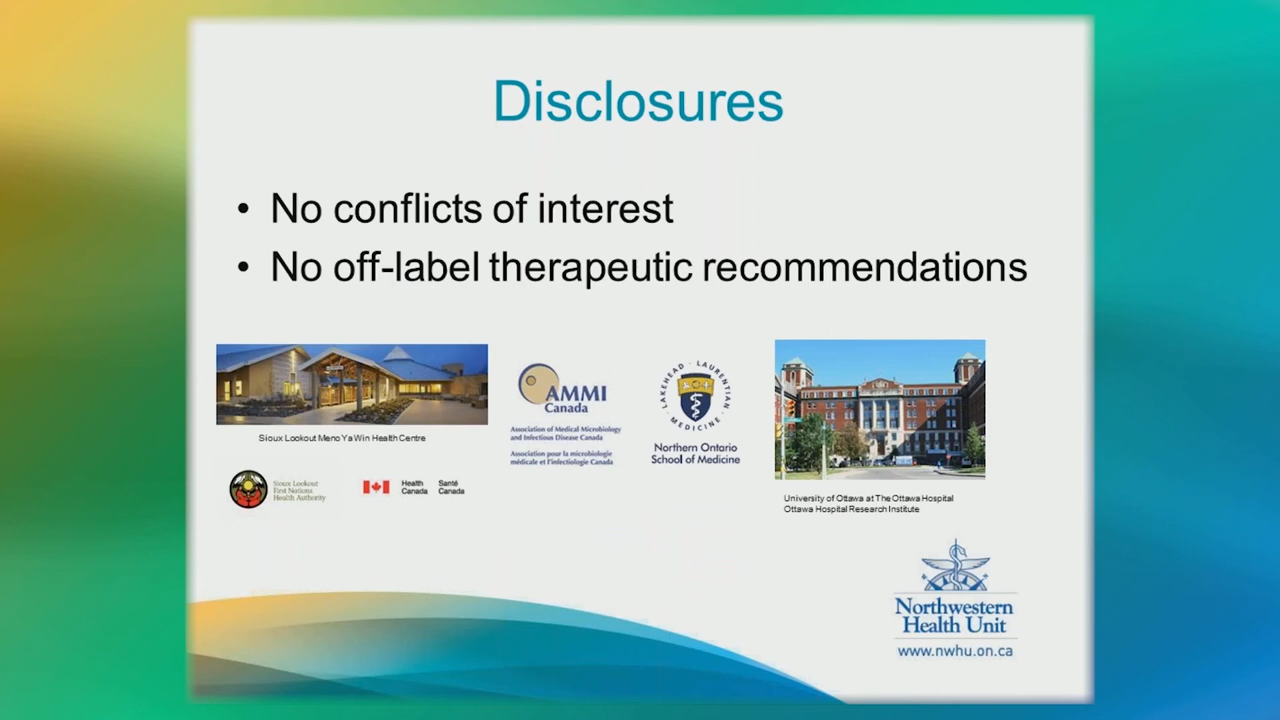 Disclosures
• No conflicts of interest
• No off-label therapeutic recommendations
Sioux Lookout Meno Ya Win Health Centre
Sioux Lookout
First Nations
Health Authority
Health
Canada
Santé
Canada
AMMI
Canada
Association of Medical Microbiology
and Infectious Disease Canada
Association pour la microbiologie
médicale et l'infectiologie Canada
LAKEHEAD · LAURENTIAN
· MEDICINE ·
Northern Ontario
School of Medicine
University of Ottawa at The Ottawa Hospital
Ottawa Hospital Research Institute
Northwestern
Health Unit
www.nwhu.on.ca